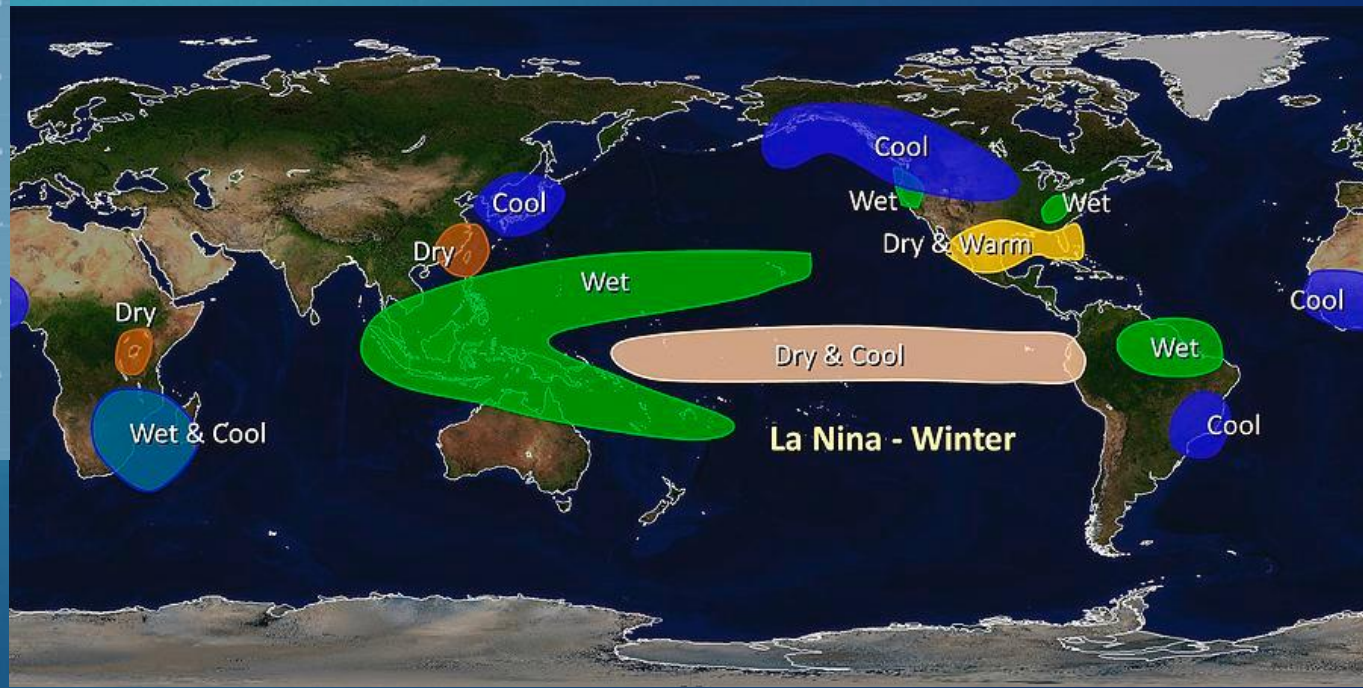 Cool
Cool
Wet
Wet
Dry
Dry & Warm
Wet
Cool
Dry
Wet
Dry & Cool
Wet & Cool
La Nina - Winter
Cool